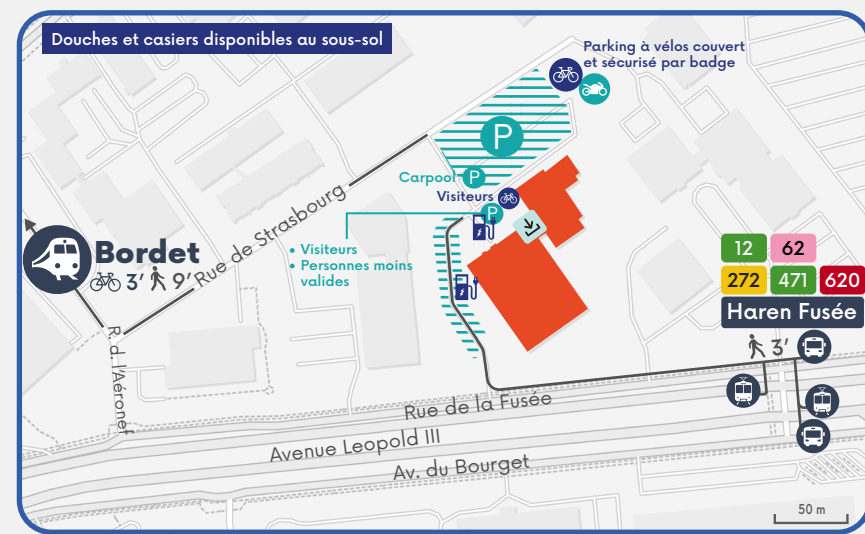 Douches et casiers disponibles au sous-sol
Parking à vélos couvert
et sécurisé par badge
P
Carpool P
Visiteurs
P
• Visiteurs
• Personnes moins
valides
Rue de Strasbourg
Bordet
3’ 9’
R. d. l'Aéronef
12 62
272 471 620
Haren Fusée
3’
Rue de la Fusée
Avenue Leopold III
Av. du Bourget
50 m